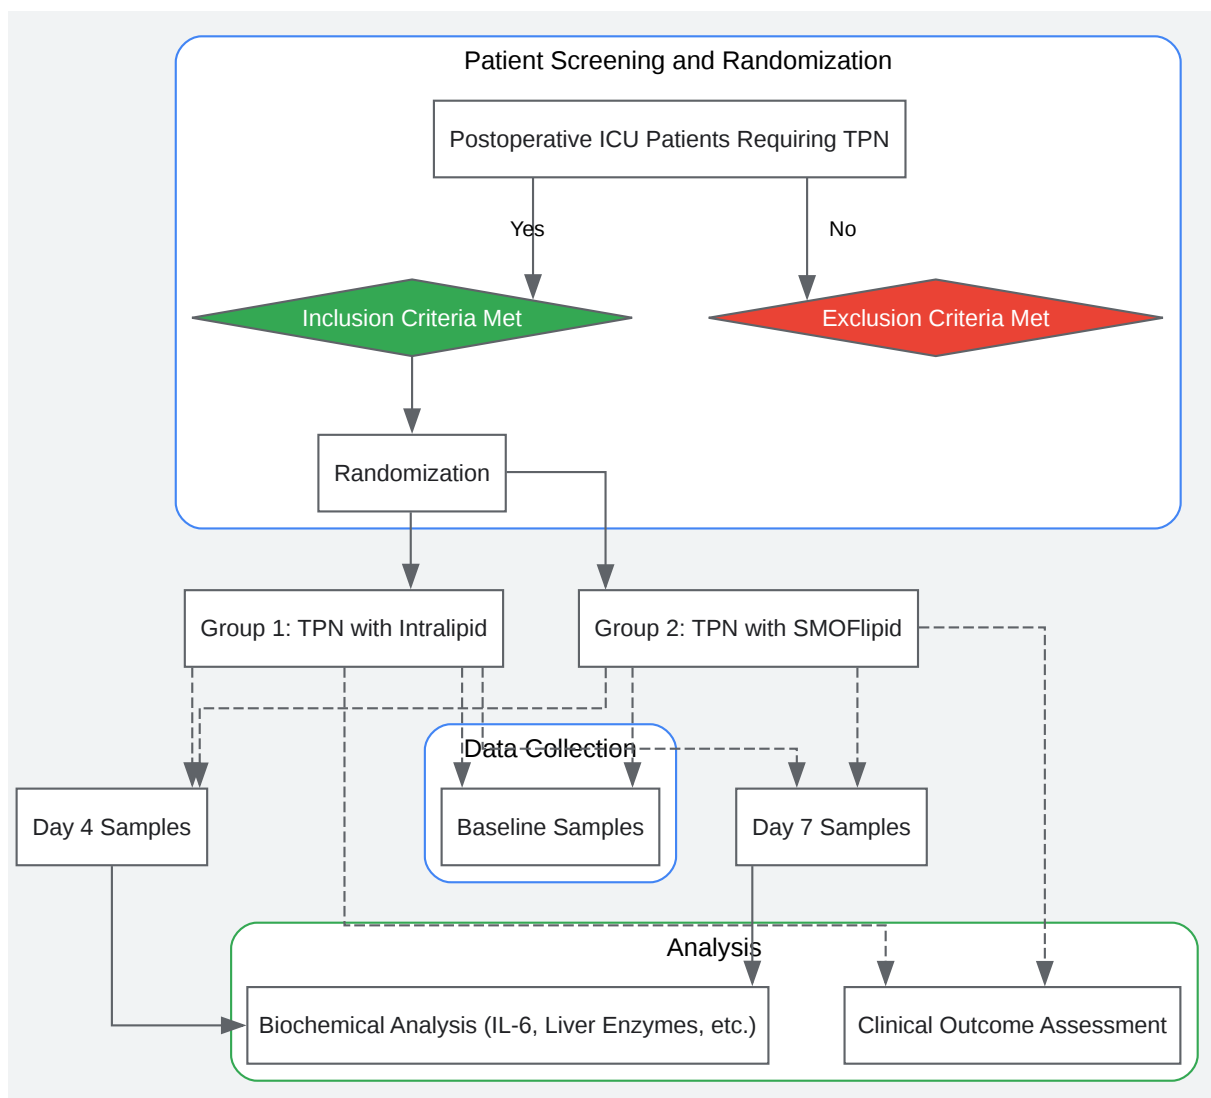 Patient Screening and Randomization
Postoperative ICU Patients Requiring TPN
Yes
No
Inclusion Criteria Met
Exclusion Criteria Met
Randomization
Group 1: TPN with Intralipid
Group 2: TPN with SMOFlipid
Data Collection
Day 4 Samples
Baseline Samples
Day 7 Samples
Analysis
Biochemical Analysis (IL-6, Liver Enzymes, etc.)
Clinical Outcome Assessment